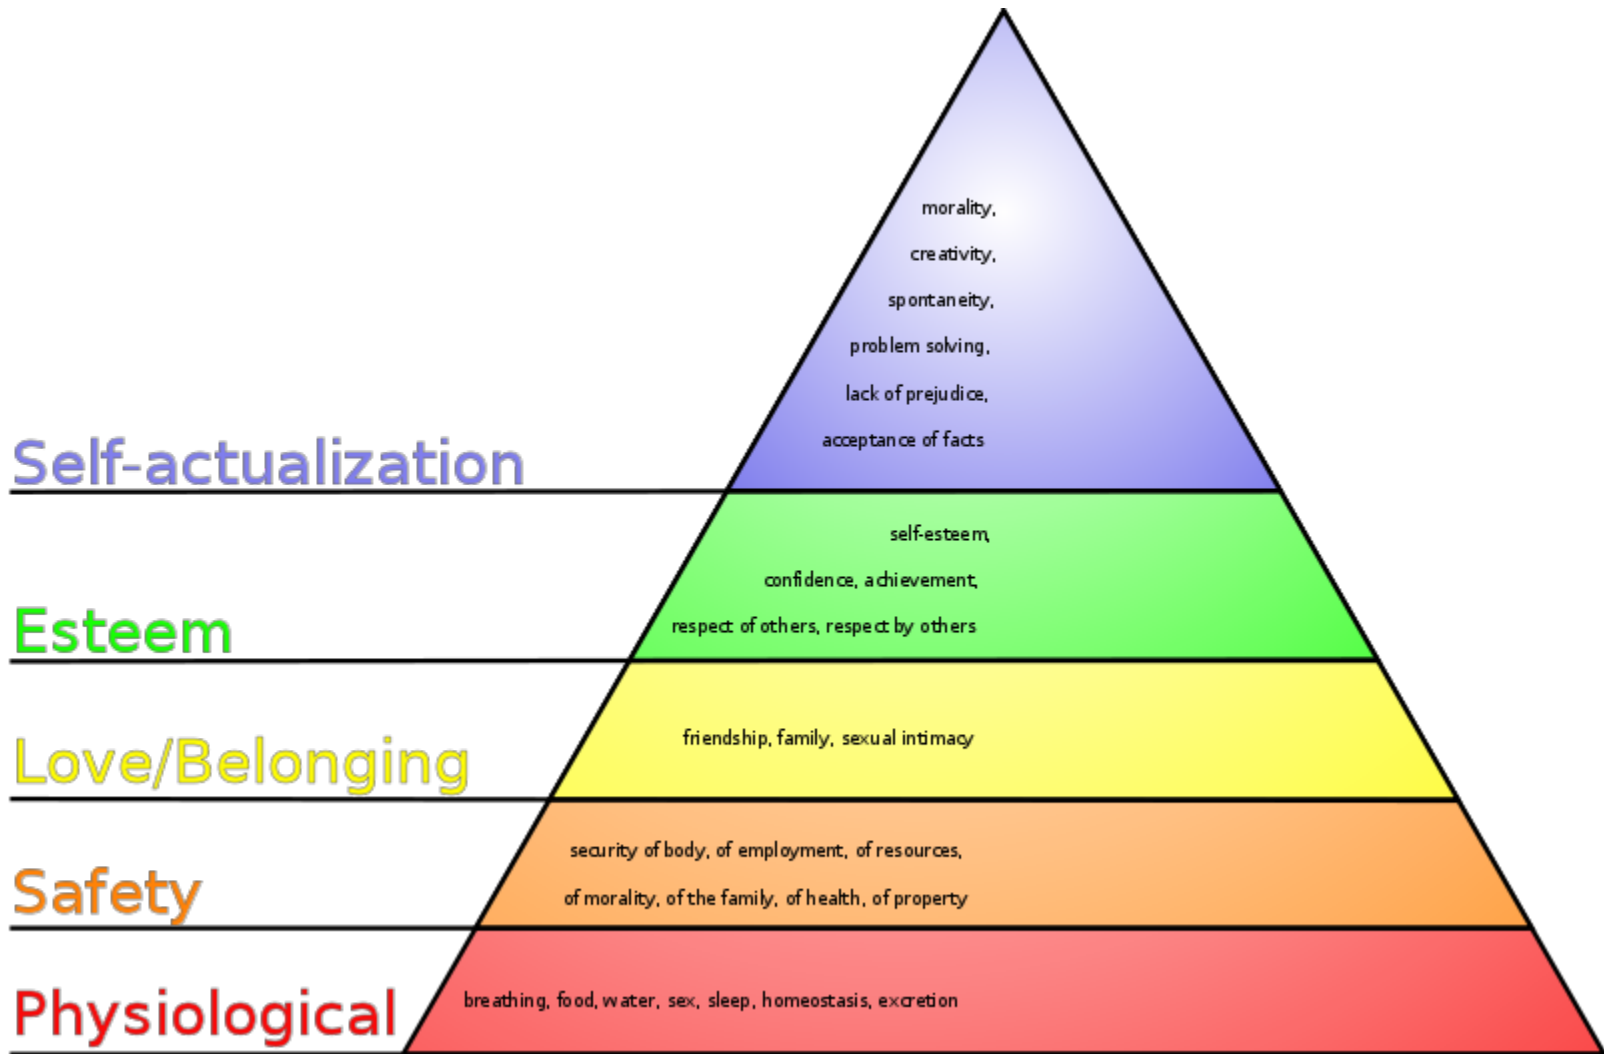 morality,
creativity,
spontaneity,
problem solving,
lack of prejudice,
acceptance of facts
Self-actualization
self-esteem,
confidence, achievement,
respect of others, respect by others
Esteem
friendship, family, sexual intimacy
Love/Belonging
security of body, of employment, of resources,
of morality, of the family, of health, of property
Safety
breathing, food, water, sex, sleep, homeostasis, excretion
Physiological